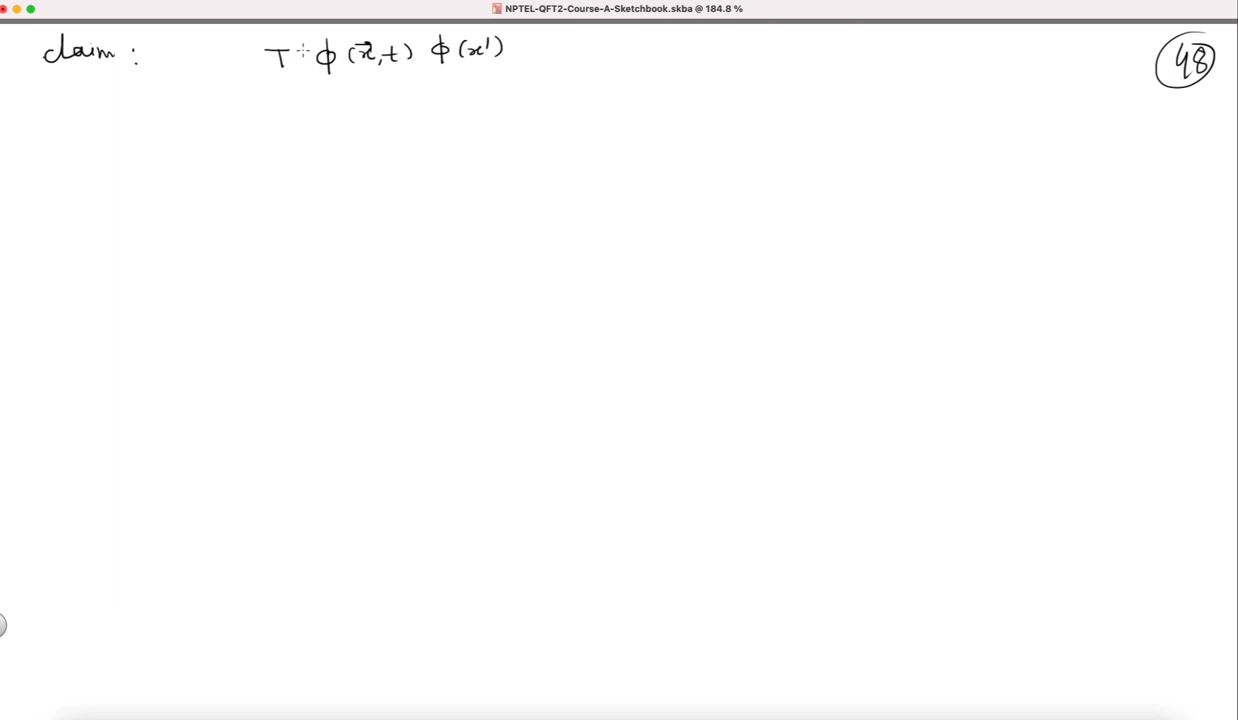 NPTEL-QFT2-Course-A-Sketchbook.skba @ 184.8 %
claim : T ϕ(x⃗,t) ϕ(x')
48